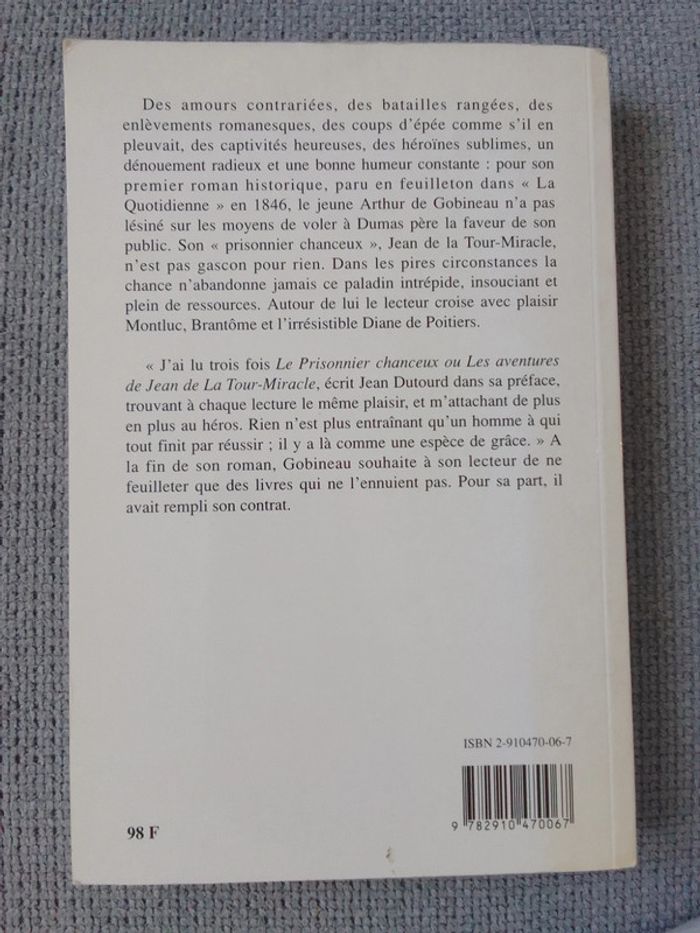 Des amours contrariées, des batailles rangées, des
enlèvements romanesques, des coups d'épée comme s'il en
pleuvait, des captivités heureuses, des héroïnes sublimes, un
dénouement radieux et une bonne humeur constante : pour son
premier roman historique, paru en feuilleton dans « La
Quotidienne » en 1846, le jeune Arthur de Gobineau n'a pas
lésiné sur les moyens de voler à Dumas père la faveur de son
public. Son « prisonnier chanceux », Jean de la Tour-Miracle,
n'est pas gascon pour rien. Dans les pires circonstances la
chance n'abandonne jamais ce paladin intrépide, insouciant et
plein de ressources. Autour de lui le lecteur croise avec plaisir
Montluc, Brantôme et l'irrésistible Diane de Poitiers.
« J'ai lu trois fois Le Prisonnier chanceux ou Les aventures
de Jean de La Tour-Miracle, écrit Jean Dutourd dans sa préface,
trouvant à chaque lecture le même plaisir, et m'attachant de plus
en plus au héros. Rien n'est plus entraînant qu'un homme à qui
tout finit par réussir ; il y a là comme une espèce de grâce. » A
la fin de son roman, Gobineau souhaite à son lecteur de ne
feuilleter que des livres qui ne l'ennuient pas. Pour sa part, il
avait rempli son contrat.
ISBN 2-910470-06-7
9 782910 470067
98 F